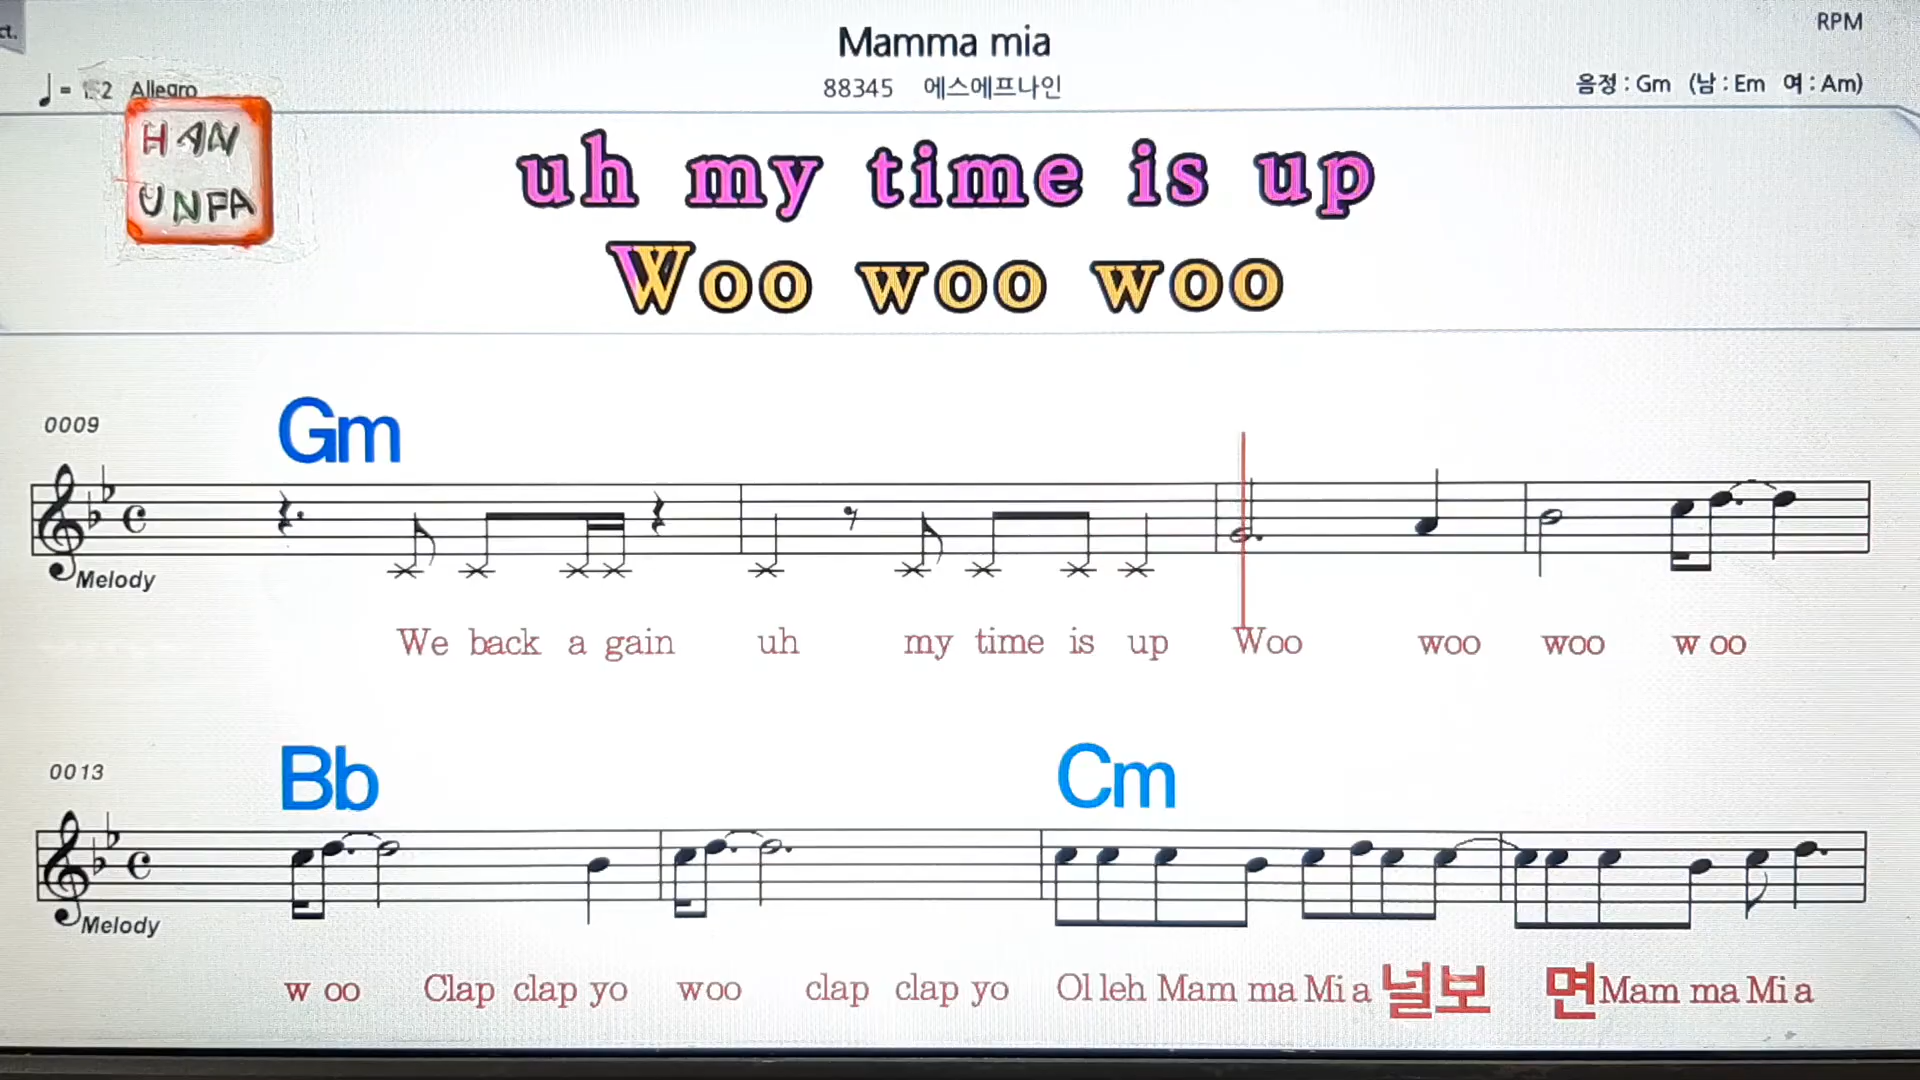 ct.
Mamma mia
RPM
Allegro
88345 에스에프나인
음정 : Gm (남 : Em 여 : Am)
HAN
UNFA
uh my time is up
Woo woo woo
0009
Gm
Melody
We back a gain uh my time is up Woo woo woo w oo
0013
Bb Cm
Melody
w oo Clap clap yo woo clap clap yo Ol leh Mam ma Mi a 널보 면 Mam ma Mi a